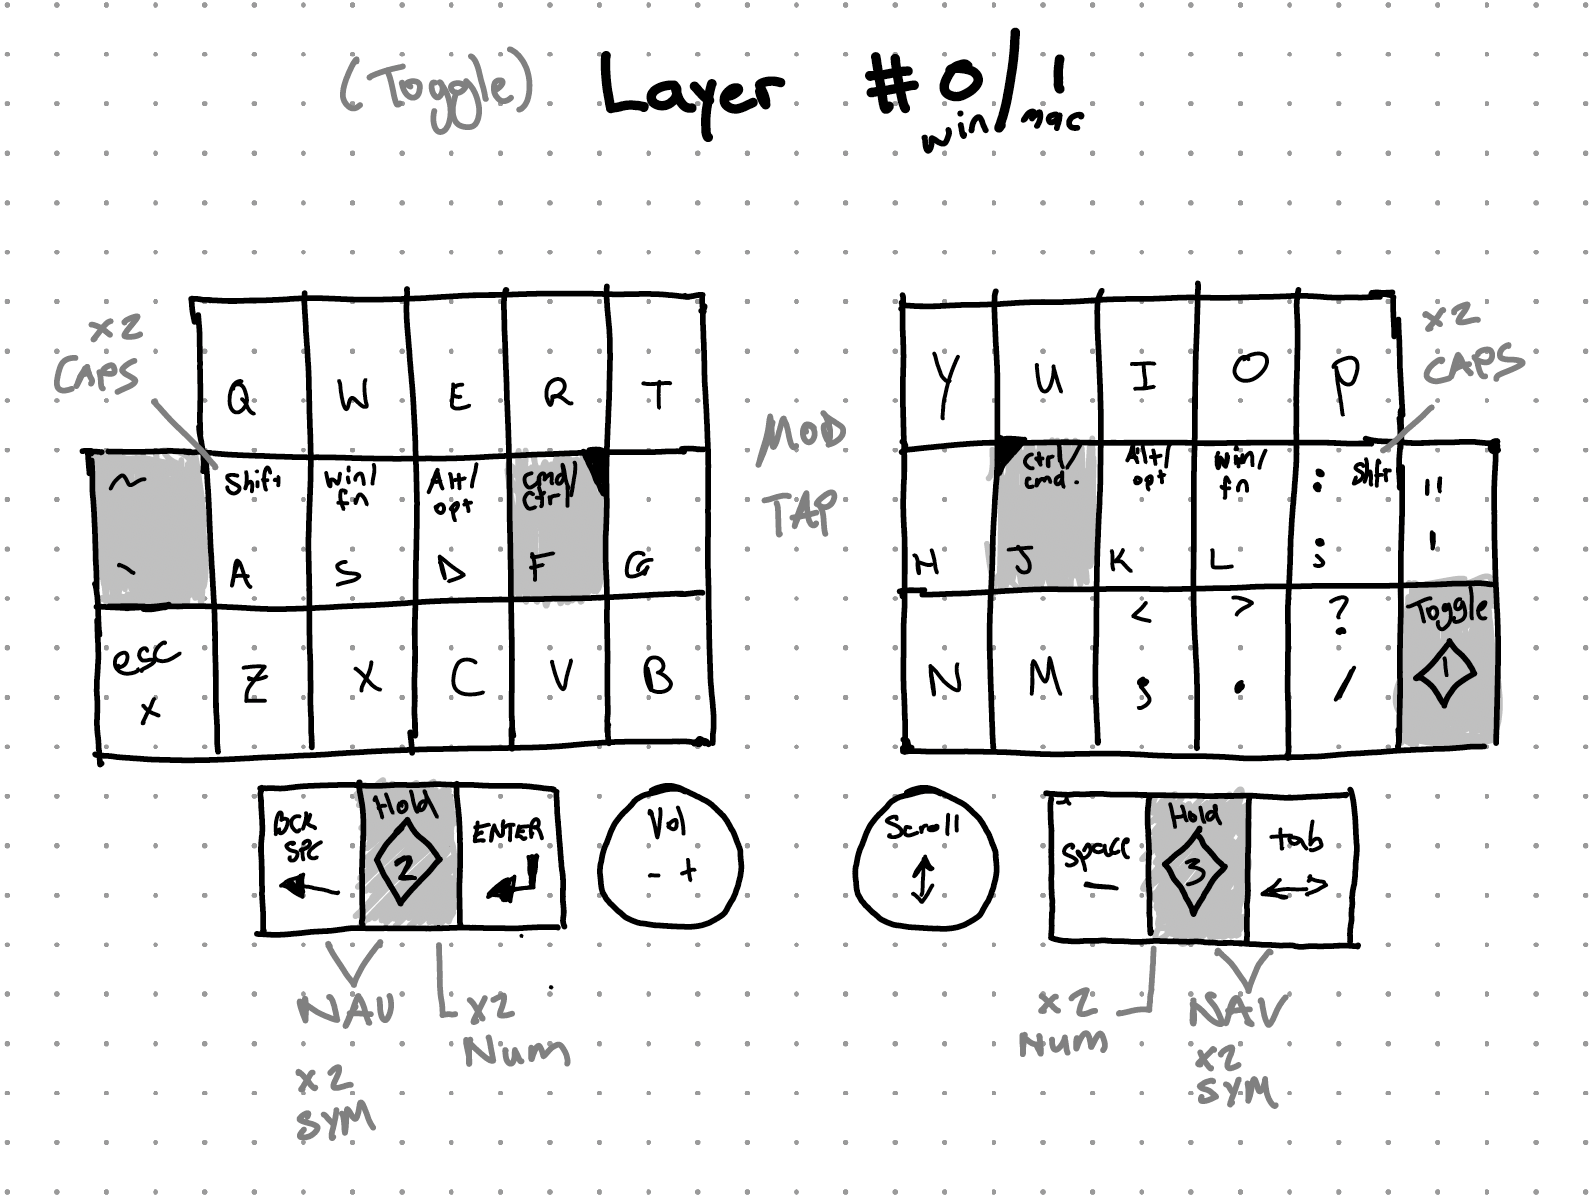 (Toggle) Layer #0/1
win/mac
x2
CAPS
x2
CAPS
Q W E R T
Y U I O P
MOD
TAP
~ Shift win/fn Alt/opt cmd/ctrl
` A S D F G
ctrl/cmd. Alt/opt win/fn : Shft "
H J K L ; '
esc
x Z X C V B
N M < > ? Toggle
, . / 1
BCK
SPC
Hold
2
ENTER
Vol
- +
Scroll
space
Hold
3
tab
NAV
x2
SYM
x2
Num
x2
Num
NAV
x2
SYM